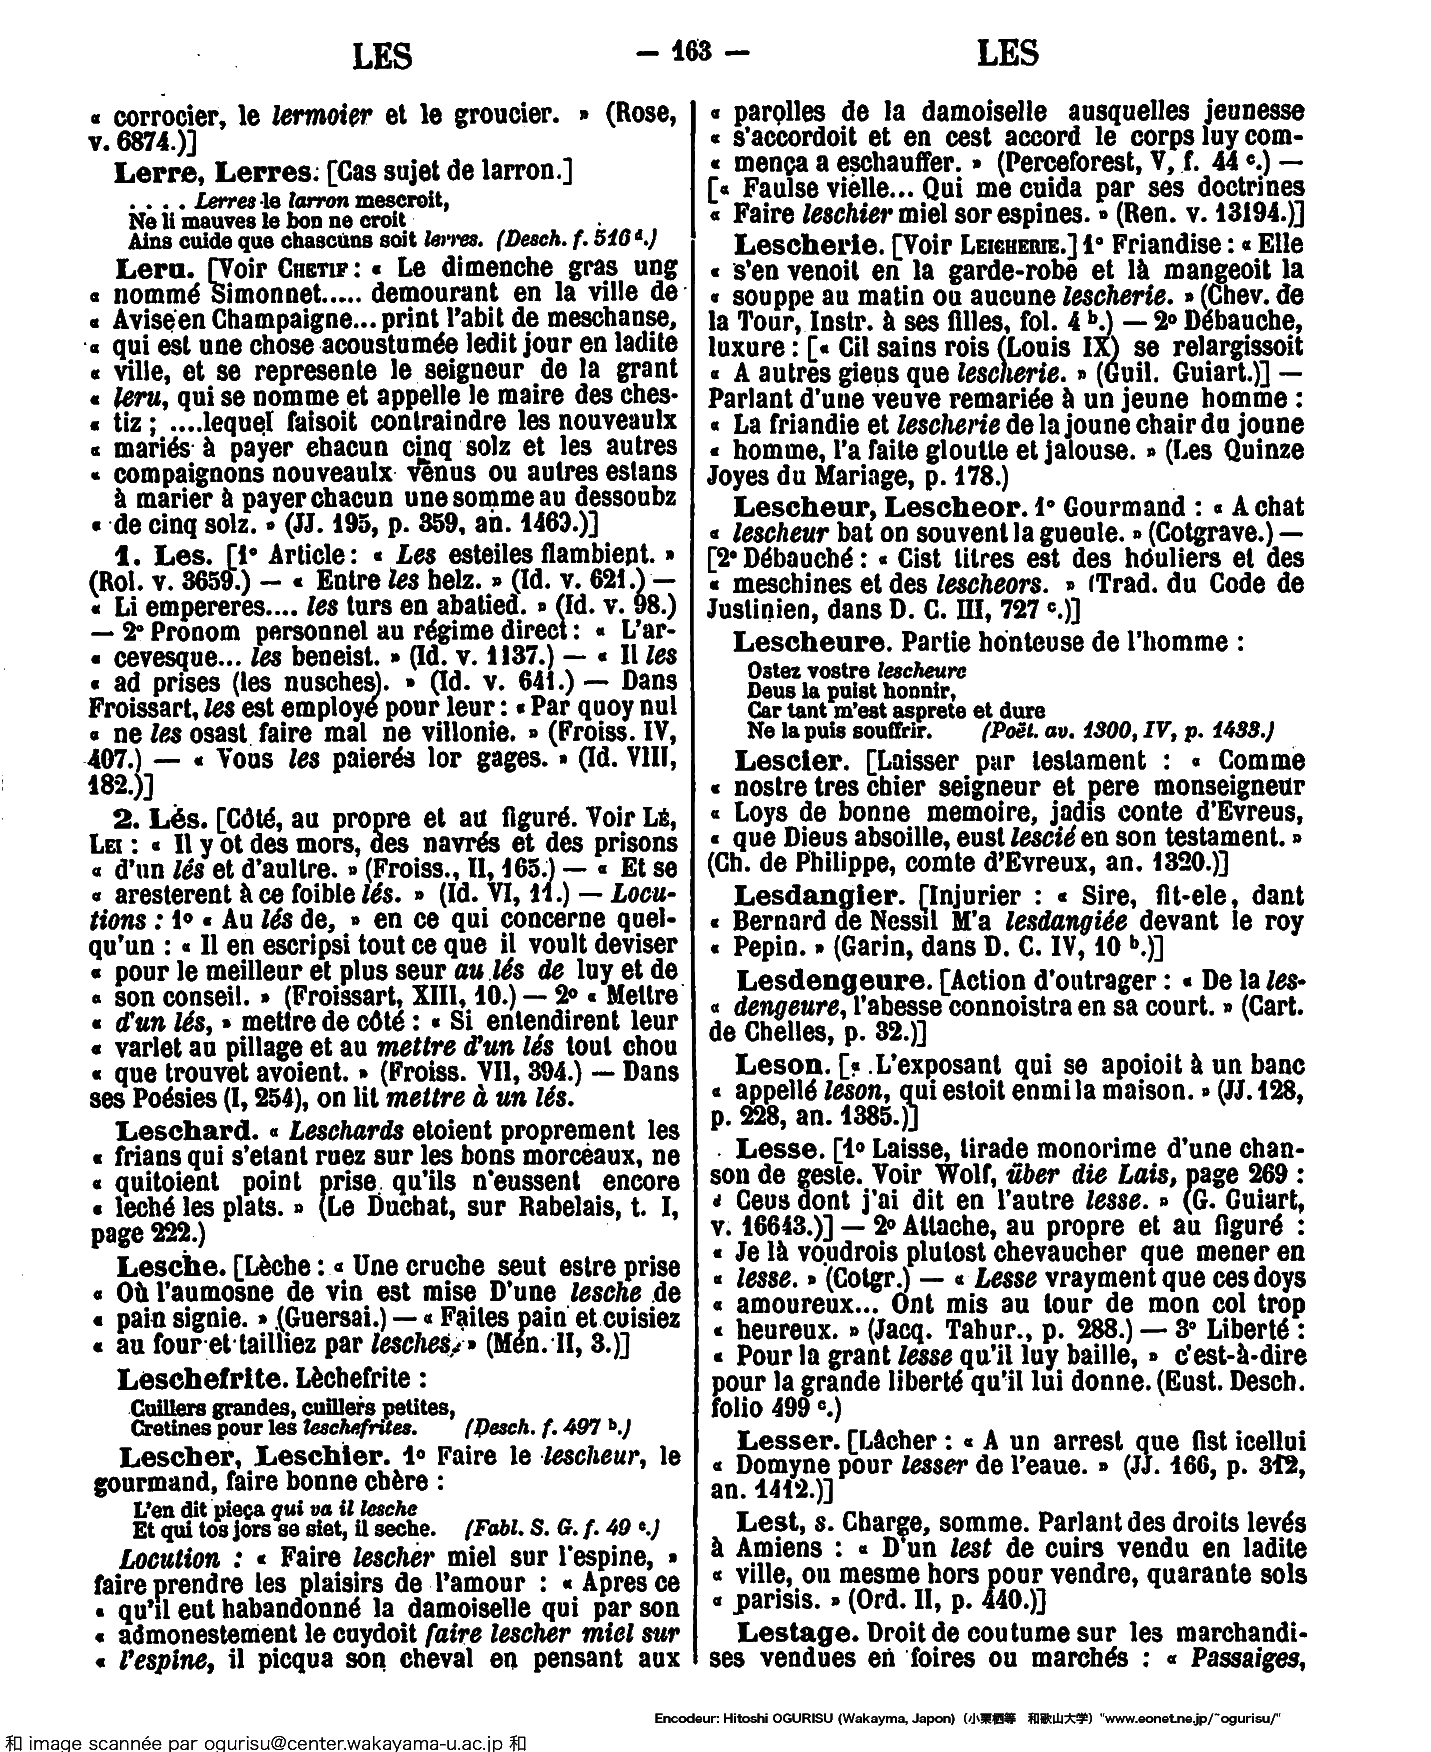 LES
— 163 —
LES
« corrocier, le lermoier et le groucier. » (Rose,
v. 6874.)]
Lerre, Lerres. [Cas sujet de larron.]
. . . . Lerres le larron mescroit,
Ne li mauves le bon ne croit
Ains cuide que chascuns soit lerres. (Desch. f. 516 d.)
Leru. [Voir CHETIF : « Le dimenche gras ung
« nommé Simonnet..... demourant en la ville de
« Avise en Champaigne... print l'abit de meschanse,
« qui est une chose acoustumée ledit jour en ladite
« ville, et se represente le seigneur de la grant
« leru, qui se nomme et appelle le maire des ches-
« tiz ; ....lequel faisoit contraindre les nouveaulx
« mariés à payer chacun cinq solz et les autres
« compaignons nouveaulx venus ou autres estans
à marier à payer chacun une somme au dessoubz
« de cinq solz. » (JJ. 195, p. 359, an. 1469.)]
1. Les. [1° Article : « Les esteiles flambient. »
(Rol. v. 3659.) — « Entre les helz. » (Id. v. 621.) —
« Li empereres.... les turs en abatied. » (Id. v. 98.)
— 2° Pronom personnel au régime direct : « L'ar-
« cevesque... les beneist. » (Id. v. 1137.) — « Il les
« ad prises (les nusches). » (Id. v. 641.) — Dans
Froissart, les est employé pour leur : « Par quoy nul
« ne les osast faire mal ne villonie. » (Froiss. IV,
407.) — « Vous les paierés lor gages. » (Id. VIII,
182.)]
2. Lés. [Côté, au propre et au figuré. Voir LÉ,
LEI : « Il y ot des mors, des navrés et des prisons
« d'un lés et d'aultre. » (Froiss., II, 165.) — « Et se
« aresterent à ce foible lés. » (Id. VI, 11.) — Locu-
tions : 1° « Au lés de, » en ce qui concerne quel-
qu'un : « Il en escripsi tout ce que il voult deviser
« pour le meilleur et plus seur au lés de luy et de
« son conseil. » (Froissart, XIII, 10.) — 2° « Mettre
« d'un lés, » mettre de côté : « Si entendirent leur
« varlet au pillage et au mettre d'un lés tout chou
« que trouvet avoient. » (Froiss. VII, 394.) — Dans
ses Poésies (I, 254), on lit mettre à un lés.
Leschard. « Leschards etoient proprement les
« frians qui s'etant ruez sur les bons morceaux, ne
« quitoient point prise qu'ils n'eussent encore
« leché les plats. » (Le Duchat, sur Rabelais, t. I,
page 222.)
Lesche. [Lèche : « Une cruche seut estre prise
« Où l'aumosne de vin est mise D'une lesche de
« pain signie. » (Guersai.) — « Faites pain et cuisiez
« au four et tailliez par lesches. » (Mén. II, 3.)]
Leschefrite. Lèchefrite :
Cuillers grandes, cuillers petites,
Cretines pour les leschefrites. (Desch. f. 497 b.)
Lescher, Leschier. 1° Faire le lescheur, le
gourmand, faire bonne chère :
L'en dit pieça qui va il lesche
Et qui tos jors se siet, il seche. (Fabl. S. G. f. 49 c.)
Locution : « Faire lescher miel sur l'espine, »
faire prendre les plaisirs de l'amour : « Apres ce
« qu'il eut habandonné la damoiselle qui par son
« admonestement le cuydoit faire lescher miel sur
« l'espine, il picqua son cheval en pensant aux
« parolles de la damoiselle ausquelles jeunesse
« s'accordoit et en cest accord le corps luy com-
« mença a eschauffer. » (Perceforest, V, f. 44 c.) —
[« Faulse vielle... Qui me cuida par ses doctrines
« Faire leschier miel sor espines. » (Ren. v. 13194.)]
Lescherie. [Voir LEICHERIE.] 1° Friandise : « Elle
« s'en venoit en la garde-robe et là mangeoit la
« souppe au matin ou aucune lescherie. » (Chev. de
la Tour, Instr. à ses filles, fol. 4 b.) — 2° Débauche,
luxure : [« Cil sains rois (Louis IX) se relargissoit
« A autres gieus que lescherie. » (Guil. Guiart.)] —
Parlant d'une veuve remariée à un jeune homme :
« La friandie et lescherie de la joune chair du joune
« homme, l'a faite gloutte et jalouse. » (Les Quinze
Joyes du Mariage, p. 178.)
Lescheur, Lescheor. 1° Gourmand : « A chat
« lescheur bat on souvent la gueule. » (Cotgrave.) —
[2° Débauché : « Cist titres est des houliers et des
« meschines et des lescheors. » (Trad. du Code de
Justinien, dans D. C. III, 727 c.)]
Lescheure. Partie honteuse de l'homme :
Ostez vostre lescheure
Deus la puist honnir,
Car tant m'est asprete et dure
Ne la puis souffrir. (Poët. av. 1300, IV, p. 1433.)
Lescier. [Laisser par testament : « Comme
« nostre tres chier seigneur et pere monseigneur
« Loys de bonne memoire, jadis conte d'Evreus,
« que Dieus absoille, eust lescié en son testament. »
(Ch. de Philippe, comte d'Evreux, an. 1320.)]
Lesdangier. [Injurier : « Sire, fit-ele, dant
« Bernard de Nessil M'a lesdangiée devant le roy
« Pepin. » (Garin, dans D. C. IV, 10 b.)]
Lesdengeure. [Action d'outrager : « De la les-
« dengeure, l'abesse connoistra en sa court. » (Cart.
de Chelles, p. 32.)]
Leson. [« L'exposant qui se apoioit à un banc
« appellé leson, qui estoit enmi la maison. » (JJ. 128,
p. 228, an. 1385.)]
Lesse. [1° Laisse, tirade monorime d'une chan-
son de geste. Voir Wolf, über die Lais, page 269 :
« Ceus dont j'ai dit en l'autre lesse. » (G. Guiart,
v. 16643.)] — 2° Attache, au propre et au figuré :
« Je là voudrois plutost chevaucher que mener en
« lesse. » (Cotgr.) — « Lesse vrayment que ces doys
« amoureux... Ont mis au tour de mon col trop
« heureux. » (Jacq. Tahur., p. 288.) — 3° Liberté :
« Pour la grant lesse qu'il luy baille, » c'est-à-dire
pour la grande liberté qu'il lui donne. (Eust. Desch.
folio 499 c.)
Lesser. [Lâcher : « A un arrest que fist icellui
« Domyne pour lesser de l'eaue. » (JJ. 166, p. 312,
an. 1412.)]
Lest, s. Charge, somme. Parlant des droits levés
à Amiens : « D'un lest de cuirs vendu en ladite
« ville, ou mesme hors pour vendre, quarante sols
« parisis. » (Ord. II, p. 440.)]
Lestage. Droit de coutume sur les marchandi-
ses vendues en foires ou marchés : « Passaiges,
Encodeur: Hitoshi OGURISU (Wakayma, Japon) (小栗栖等 和歌山大学) "www.eonet.ne.jp/~ogurisu/"
和 image scannée par ogurisu@center.wakayama-u.ac.jp 和